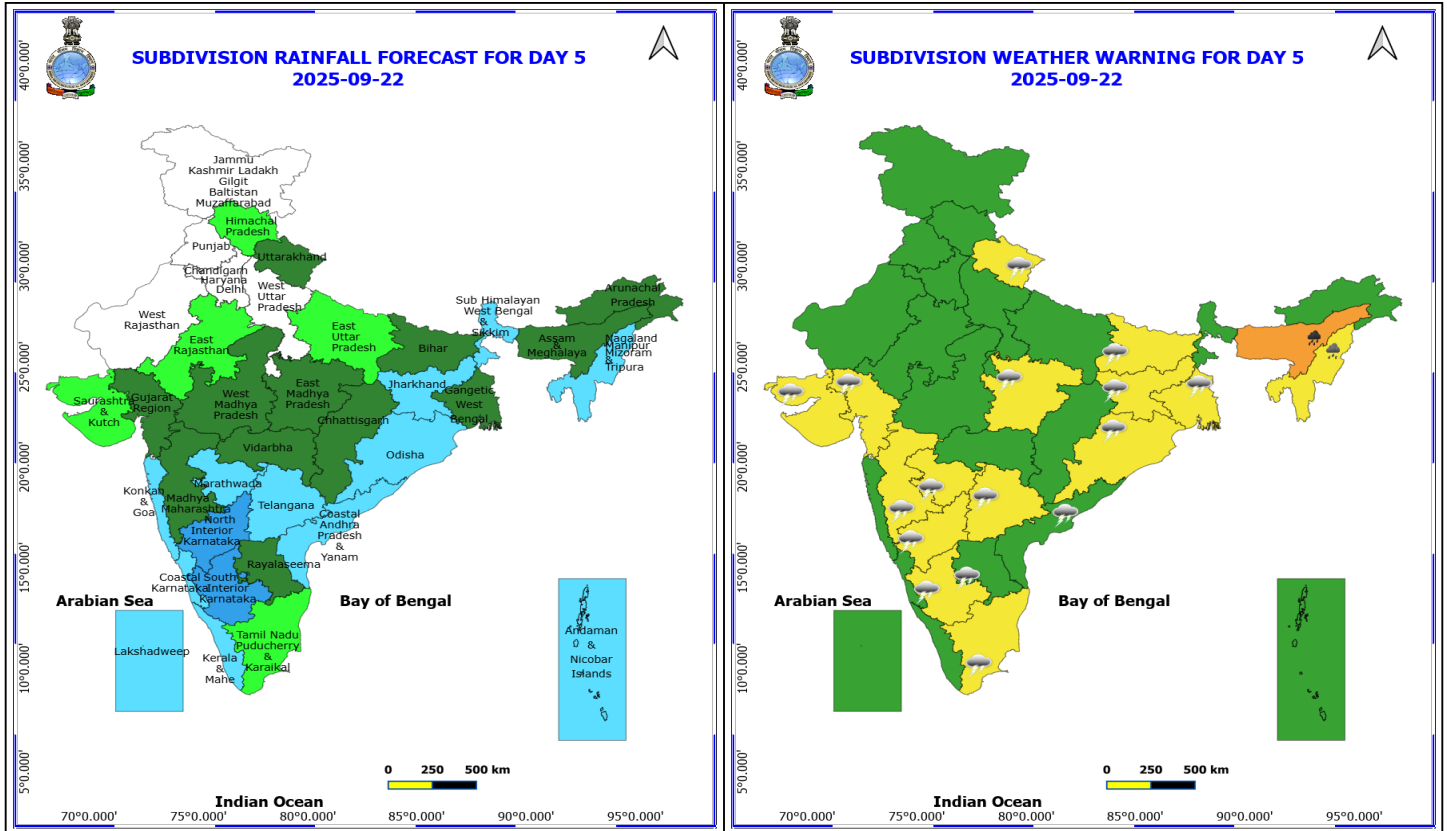 SUBDIVISION RAINFALL FORECAST FOR DAY 5
2025-09-22
40°0.000'
35°0.000'
30°0.000'
25°0.000'
20°0.000'
15°0.000'
10°0.000'
5°0.000'
Jammu
Kashmir Ladakh
Gilgit
Baltistan
Muzaffarabad
Himachal
Pradesh
Punjab
Uttarakhand
Chandigarh
Haryana
Delhi
West
Uttar
Pradesh
West
Rajasthan
East
Rajasthan
East
Uttar
Pradesh
Sub Himalayan
West Bengal
&
Sikkim
Arunachal
Pradesh
Assam
&
Meghalaya
Nagaland
Manipur
Mizoram
&
Tripura
Bihar
Jharkhand
Gangetic
West
Bengal
Saurashtra
&
Kutch
Gujarat
Region
West
Madhya
Pradesh
East
Madhya
Pradesh
Chhattisgarh
Vidarbha
Odisha
Konkan
&
Goa
Marathwada
Madhya
Maharashtra
Telangana
North
Interior
Karnataka
Coastal
Andhra
Pradesh
&
Yanam
Rayalaseema
Coastal
Karnataka
South
Interior
Karnataka
Arabian Sea
Bay of Bengal
Lakshadweep
Kerala
&
Mahe
Tamil Nadu
Puducherry
&
Karaikal
Andaman
&
Nicobar
Islands
0 250 500 km
Indian Ocean
70°0.000' 75°0.000' 80°0.000' 85°0.000' 90°0.000' 95°0.000'
SUBDIVISION WEATHER WARNING FOR DAY 5
2025-09-22
40°0.000'
35°0.000'
30°0.000'
25°0.000'
20°0.000'
15°0.000'
10°0.000'
5°0.000'
Arabian Sea
Bay of Bengal
0 250 500 km
Indian Ocean
70°0.000' 75°0.000' 80°0.000' 85°0.000' 90°0.000' 95°0.000'